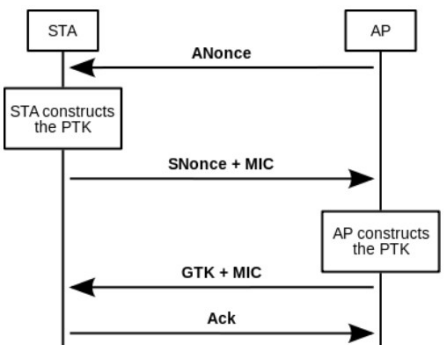 STA
AP
ANonce
STA constructs
the PTK
SNonce + MIC
AP constructs
the PTK
GTK + MIC
Ack